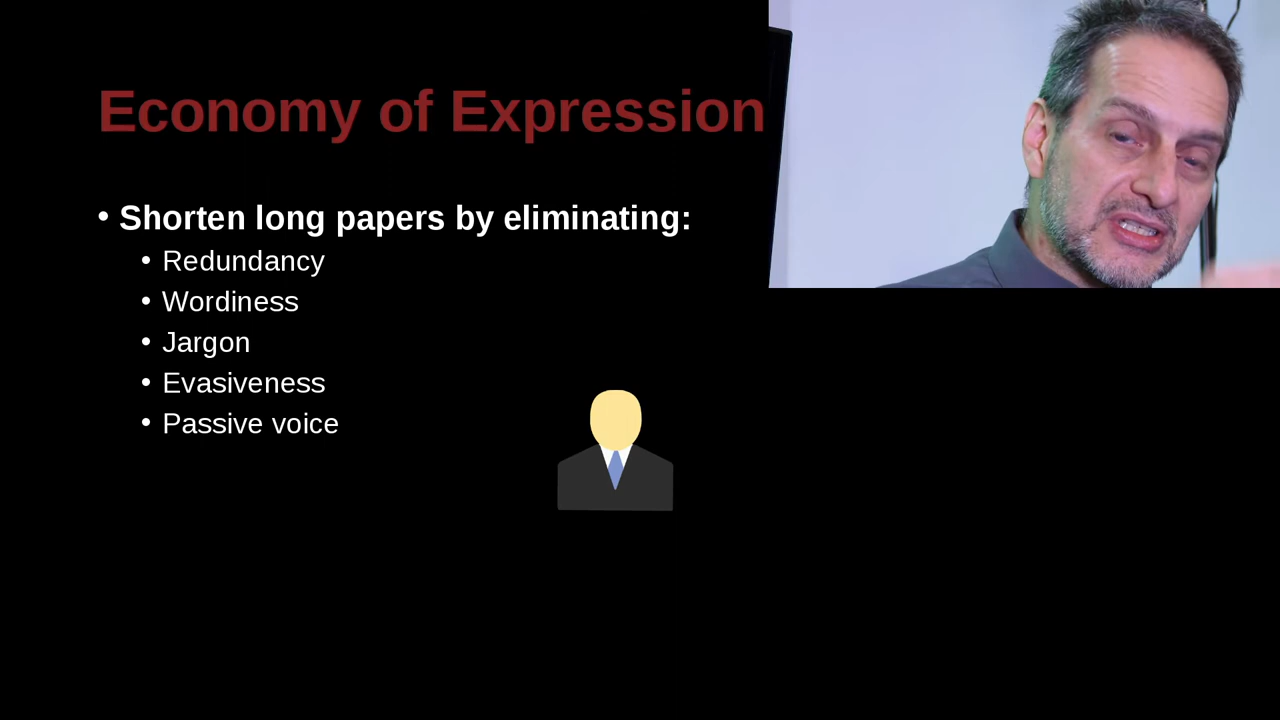 Economy of Expression
• Shorten long papers by eliminating:
• Redundancy
• Wordiness
• Jargon
• Evasiveness
• Passive voice